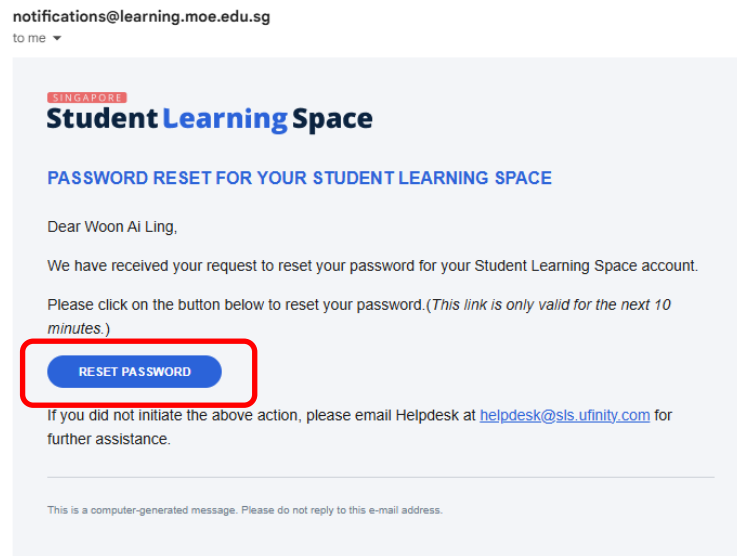 notifications@learning.moe.edu.sg
to me
SINGAPORE
Student Learning Space
PASSWORD RESET FOR YOUR STUDENT LEARNING SPACE
Dear Woon Ai Ling,
We have received your request to reset your password for your Student Learning Space account.
Please click on the button below to reset your password.(This link is only valid for the next 10
minutes.)
RESET PASSWORD
If you did not initiate the above action, please email Helpdesk at helpdesk@sls.ufinity.com for
further assistance.
This is a computer-generated message. Please do not reply to this e-mail address.